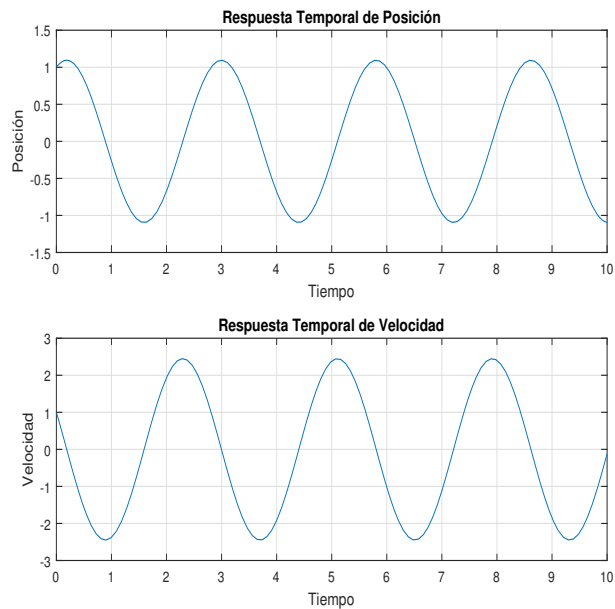 Respuesta Temporal de Posición
1.5
1
0.5
0
-0.5
-1
-1.5
Posición
0 1 2 3 4 5 6 7 8 9 10
Tiempo
Respuesta Temporal de Velocidad
3
2
1
0
-1
-2
-3
Velocidad
0 1 2 3 4 5 6 7 8 9 10
Tiempo